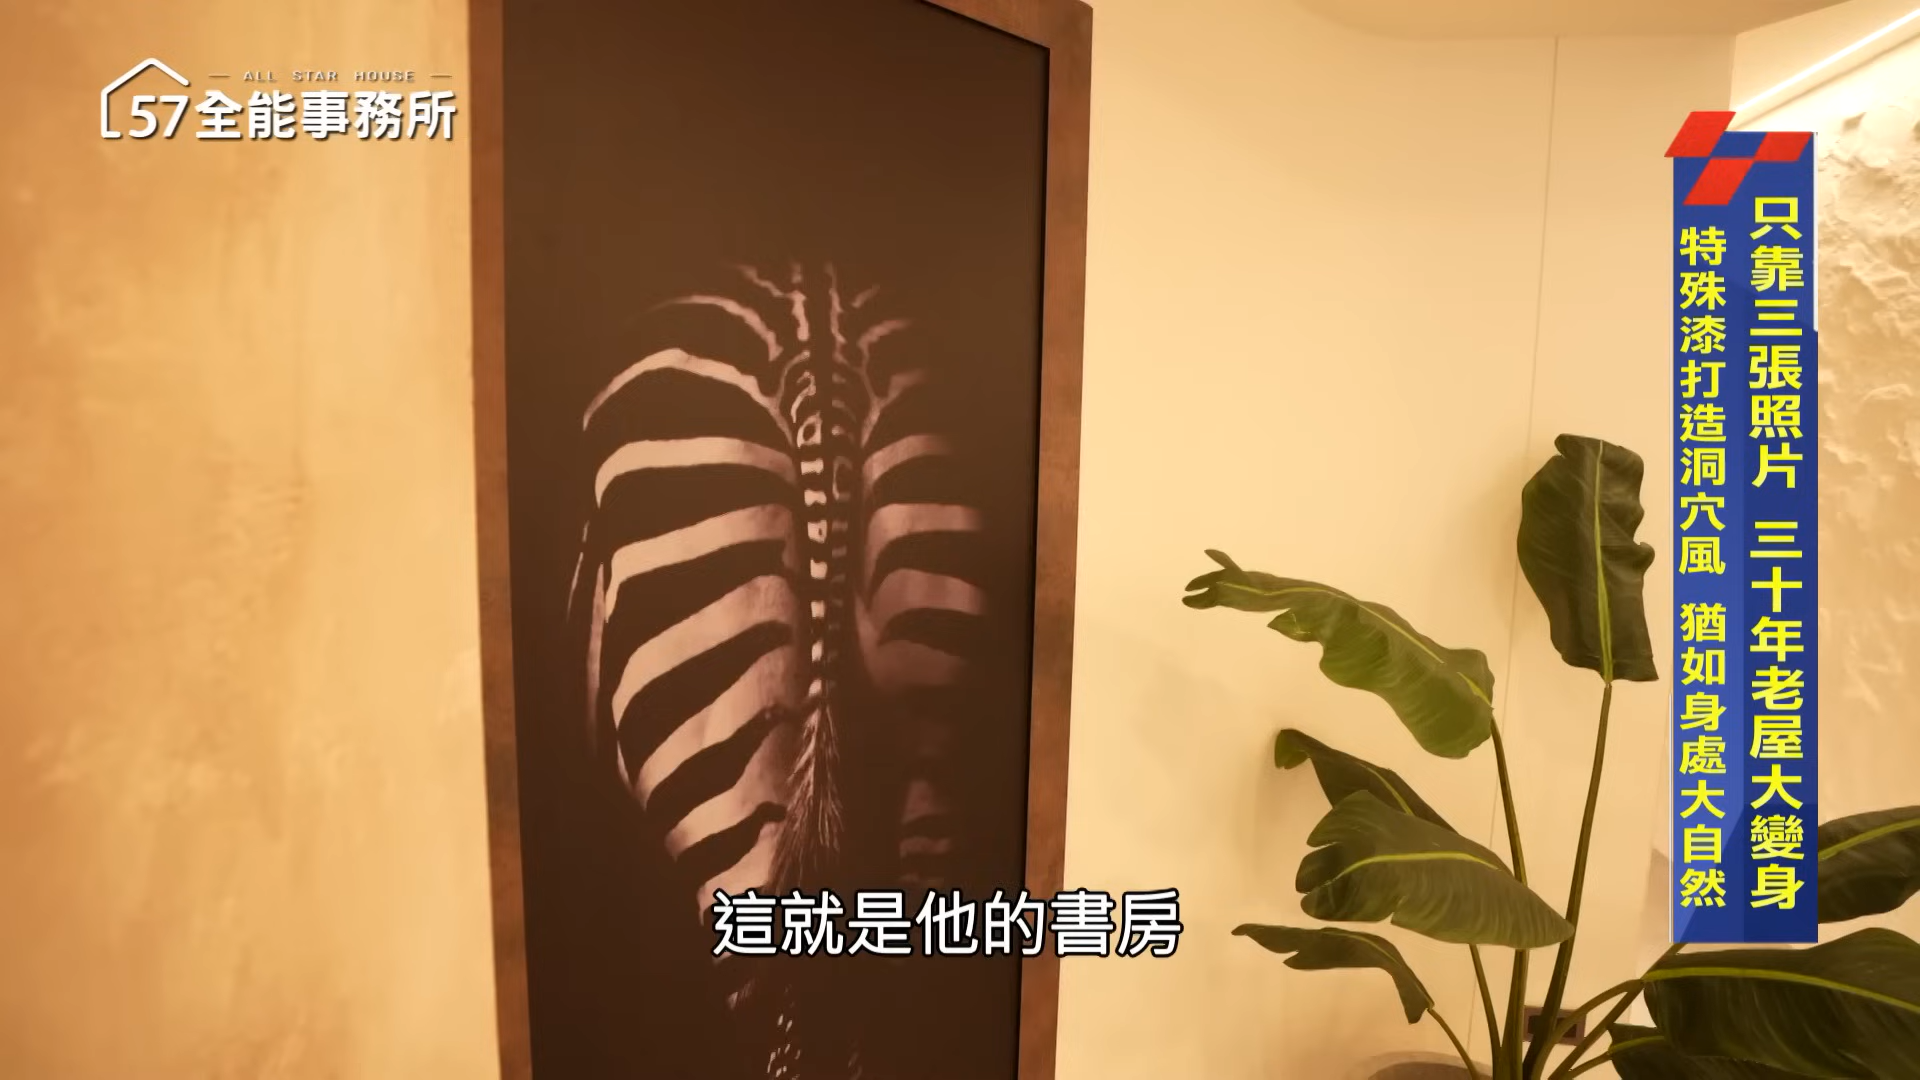 ALL STAR HOUSE
57全能事務所
只靠三張照片 三十年老屋大變身
特殊漆打造洞穴風 猶如身處大自然
這就是他的書房